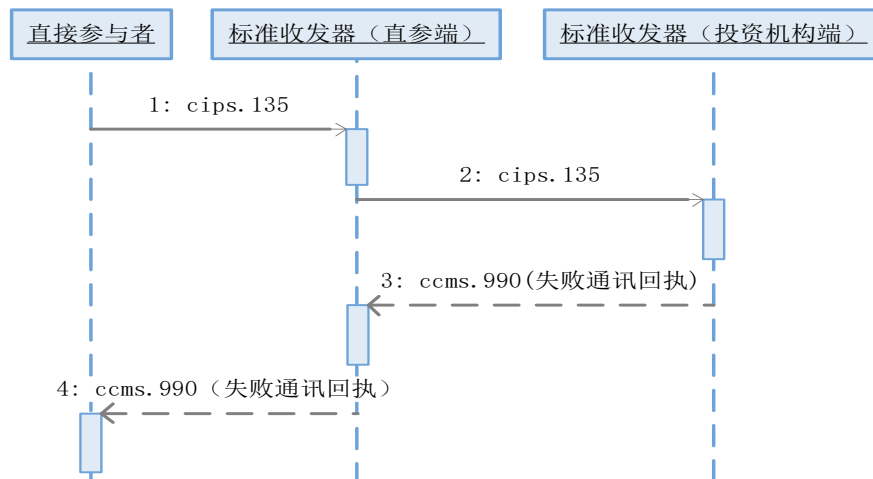 直接参与者
标准收发器（直参端）
标准收发器（投资机构端）
1: cips.135
2: cips.135
3: ccms.990(失败通讯回执)
4: ccms.990（失败通讯回执）